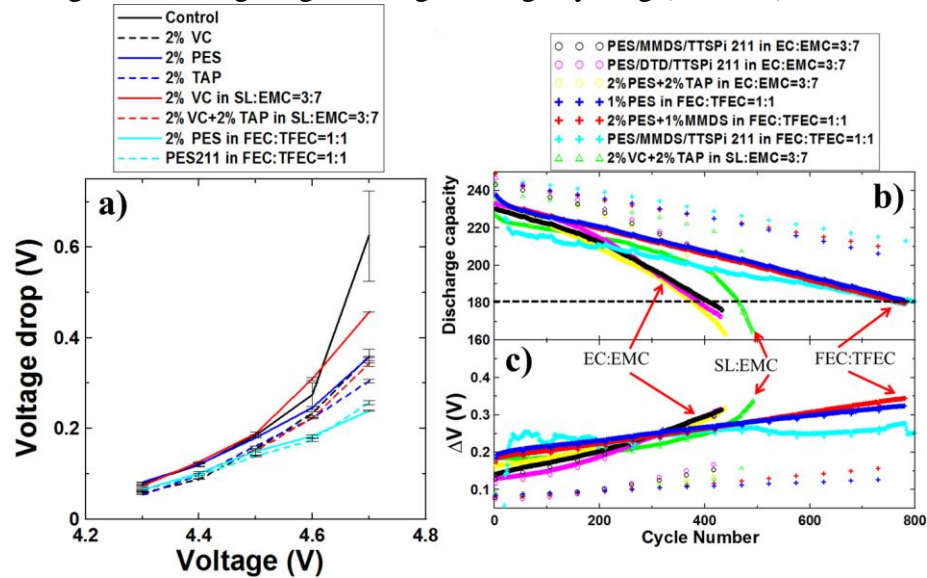 Control
2% VC
2% PES
2% TAP
2% VC in SL:EMC=3:7
2% VC+2% TAP in SL:EMC=3:7
2% PES in FEC:TFEC=1:1
PES211 in FEC:TFEC=1:1
a)
Voltage drop (V)
0.6
0.4
0.2
0
4.2 4.4 4.6 4.8
Voltage (V)
PES/MMDS/TTSPi 211 in EC:EMC=3:7
PES/DTD/TTSPi 211 in EC:EMC=3:7
2%PES+2%TAP in EC:EMC=3:7
1%PES in FEC:TFEC=1:1
2%PES+1%MMDS in FEC:TFEC=1:1
PES/MMDS/TTSPi 211 in FEC:TFEC=1:1
2%VC+2%TAP in SL:EMC=3:7
b)
Discharge capacity
240
220
200
180
160
EC:EMC
SL:EMC
FEC:TFEC
c)
ΔV (V)
0.3
0.2
0.1
0 200 400 600 800
Cycle Number